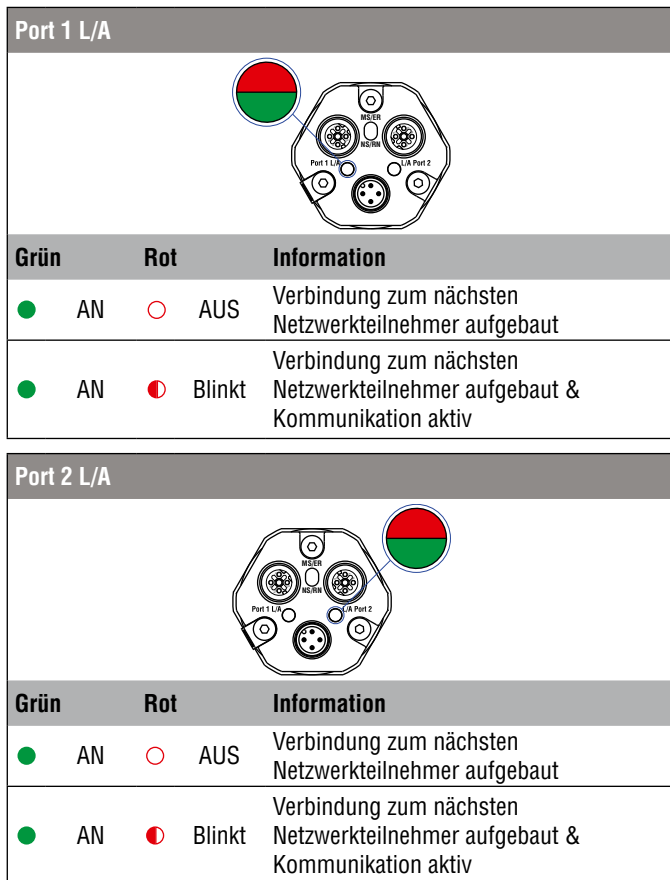 Port 1 L/A
MS/ER
NS/RN
Port 1 L/A
L/A Port 2
Grün Rot Information
AN AUS Verbindung zum nächsten
Netzwerkteilnehmer aufgebaut
AN Blinkt Verbindung zum nächsten
Netzwerkteilnehmer aufgebaut &
Kommunikation aktiv
Port 2 L/A
MS/ER
NS/RN
Port 1 L/A
L/A Port 2
Grün Rot Information
AN AUS Verbindung zum nächsten
Netzwerkteilnehmer aufgebaut
AN Blinkt Verbindung zum nächsten
Netzwerkteilnehmer aufgebaut &
Kommunikation aktiv